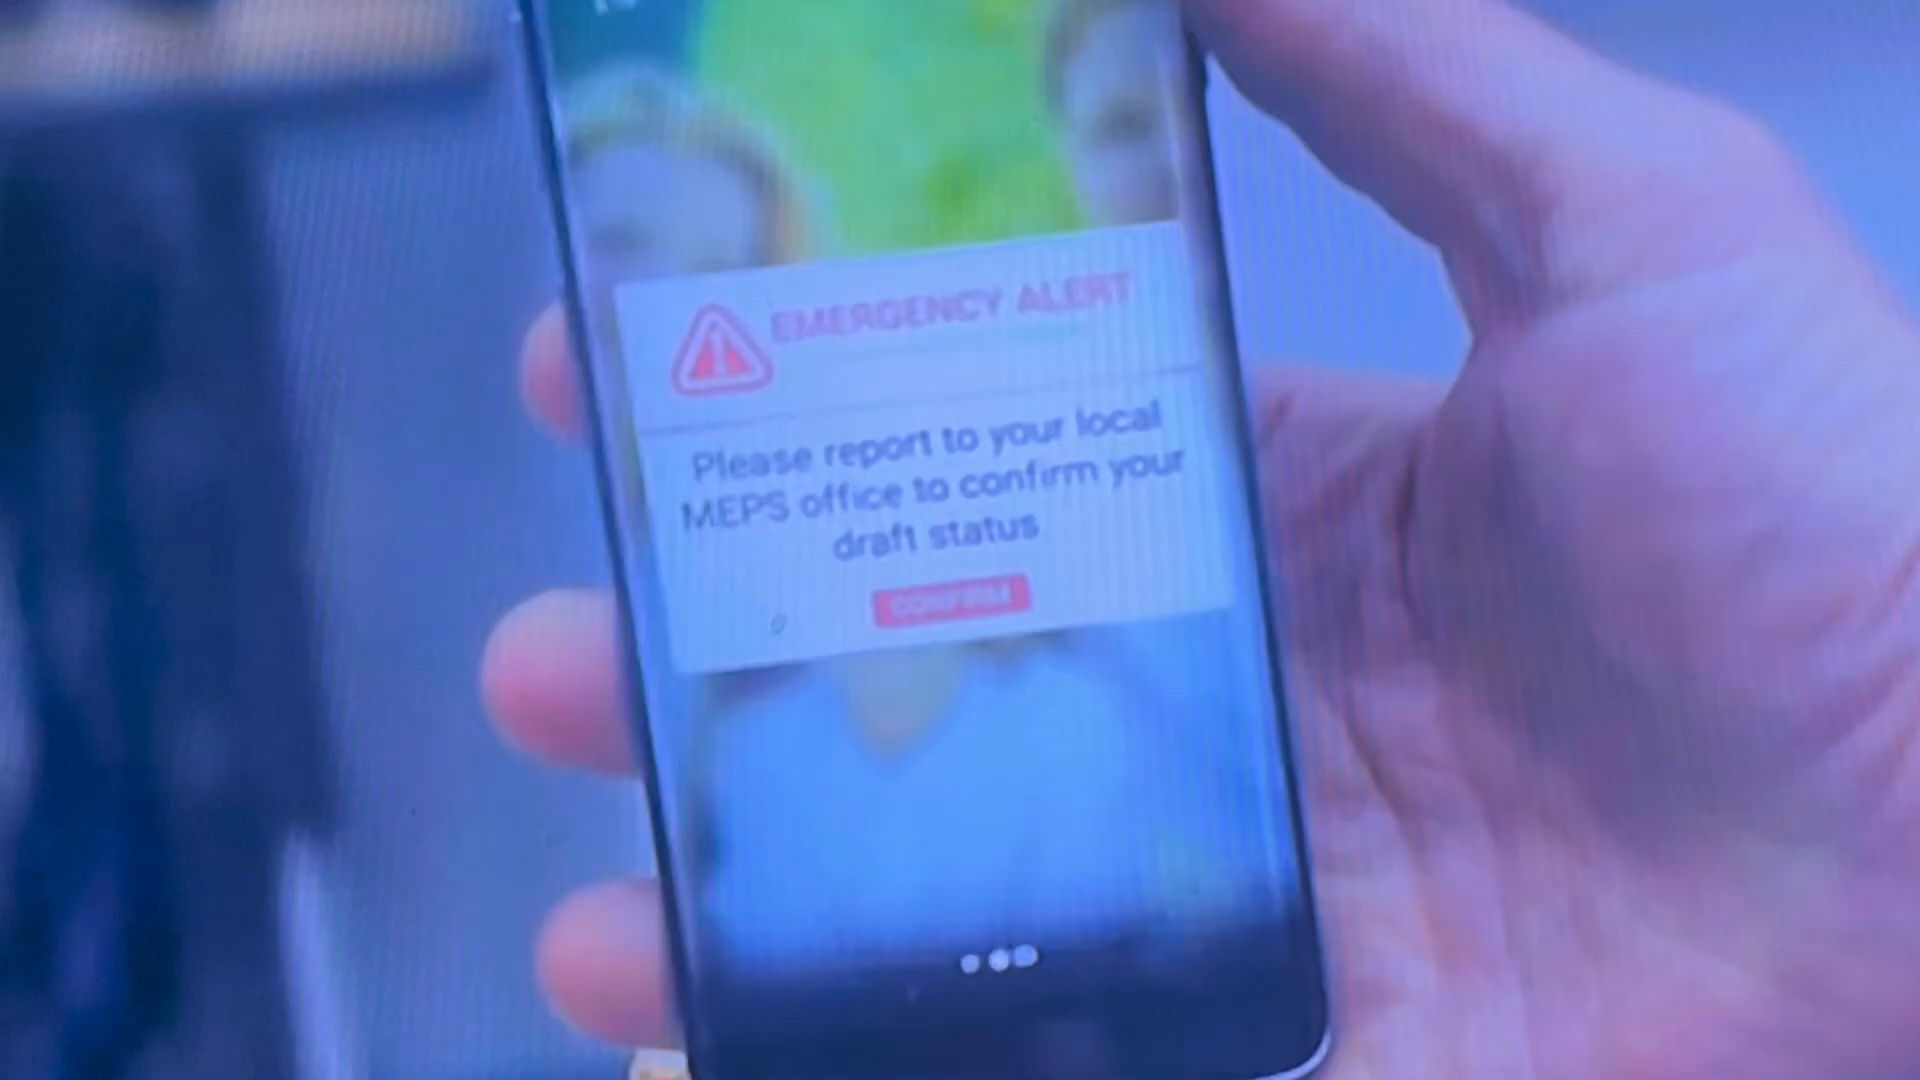 EMERGENCY ALERT
Please report to your local
MEPS office to confirm your
draft status
CONFIRM